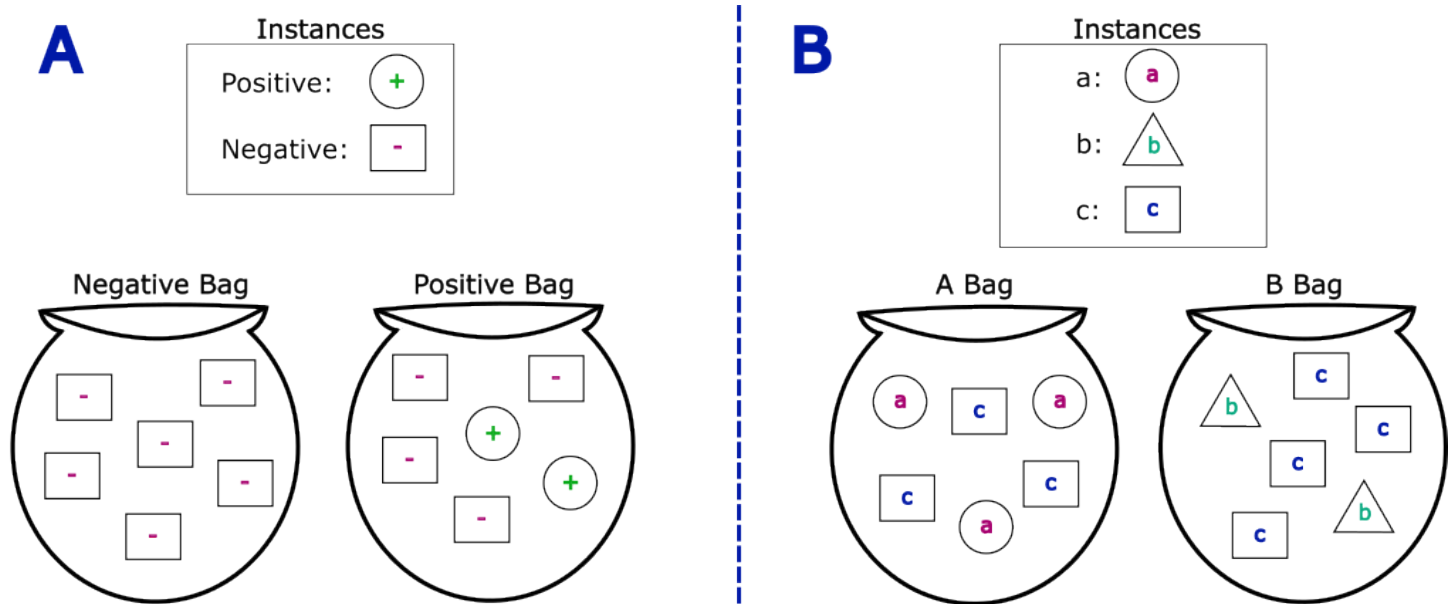 A
Instances
Positive: +
Negative: -
Negative Bag
-
-
-
-
-
-
Positive Bag
-
-
+
-
+
-
B
Instances
a: a
b: b
c: c
A Bag
a
c
a
c
c
a
B Bag
c
b
c
c
b
c